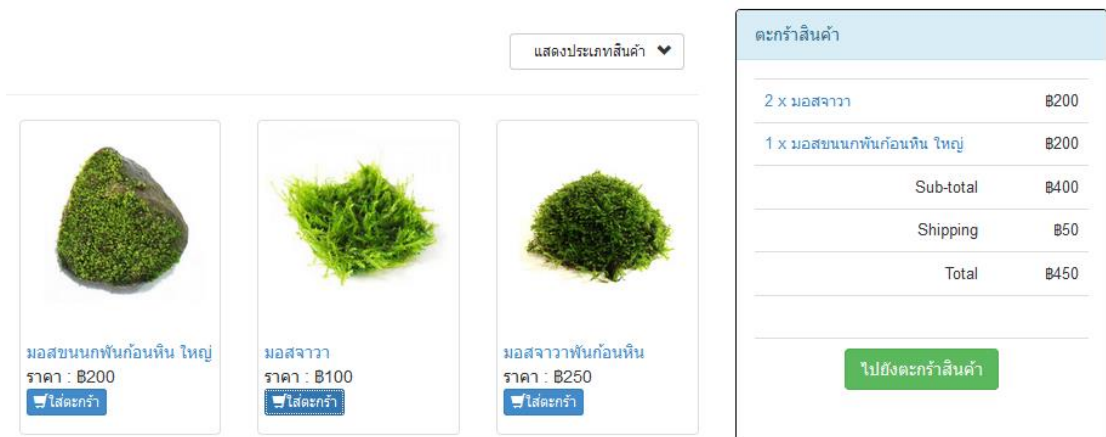 แสดงประเภทสินค้า
มอสขนนกพันก้อนหิน ใหญ่
ราคา : ฿200
ใส่ตะกร้า
มอสจาวา
ราคา : ฿100
ใส่ตะกร้า
มอสจาวาพันก้อนหิน
ราคา : ฿250
ใส่ตะกร้า
ตะกร้าสินค้า
2 x มอสจาวา ฿200
1 x มอสขนนกพันก้อนหิน ใหญ่ ฿200
Sub-total ฿400
Shipping ฿50
Total ฿450
ไปยังตะกร้าสินค้า